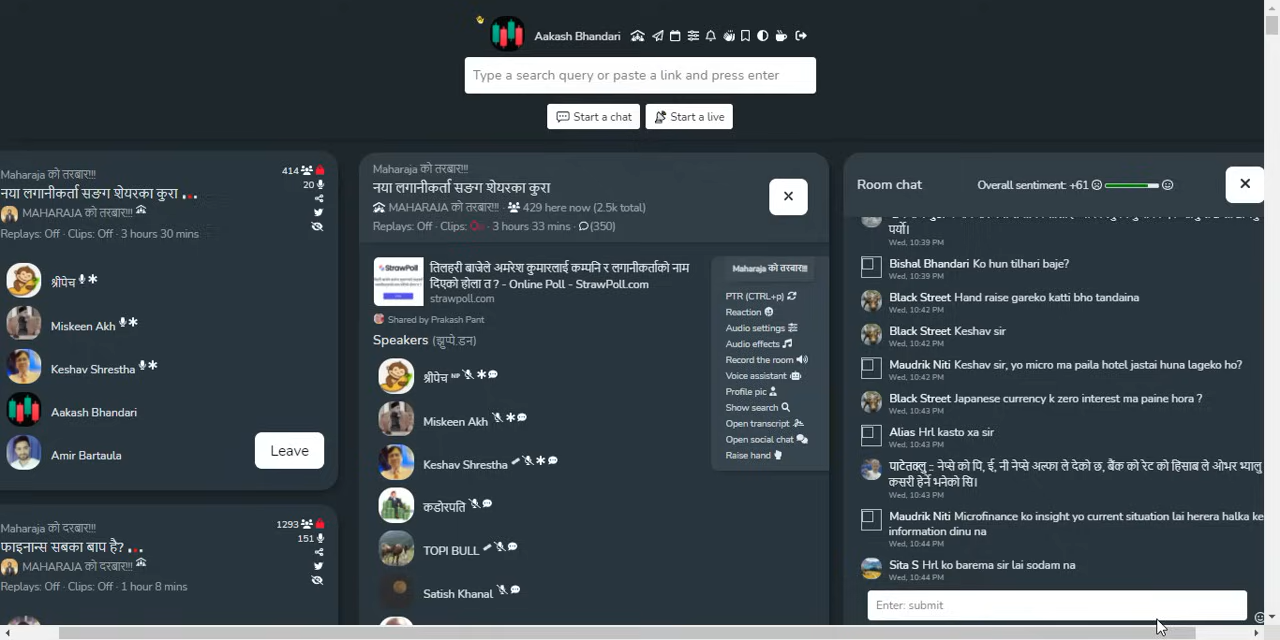 Aakash Bhandari
Type a search query or paste a link and press enter
Start a chat
Start a live
Maharaja को तरबार!!!
414
नया लगानीकर्ता सङग शेयरका कुरा
20
MAHARAJA को तरबार!!!
Replays: Off · Clips: Off · 3 hours 30 mins
श्रीपेच
Miskeen Akh
Keshav Shrestha
Aakash Bhandari
Amir Bartaula
Leave
Maharaja को दरबार!!!
1293
फाइनान्स सबका बाप है?
151
MAHARAJA को दरबार!!!
Replays: Off · Clips: Off · 1 hour 8 mins
Maharaja को तरबार!!!
नया लगानीकर्ता सङग शेयरका कुरा
MAHARAJA को तरबार!!! · 429 here now (2.5k total)
Replays: Off · Clips: On · 3 hours 33 mins · (350)
StrawPoll
तिलहरी बाजेले अमरेश कुमारलाई कम्पनि र लगानीकर्ताको नाम
दिएको होला त ? - Online Poll - StrawPoll.com
strawpoll.com
Shared by Prakash Pant
Speakers (झुप्पे.डन)
श्रीपेच NP
Miskeen Akh
Keshav Shrestha
कडोरपति
TOPI BULL
Satish Khanal
Maharaja को तरबार!!!
PTR (CTRL+p)
Reaction
Audio settings
Audio effects
Record the room
Voice assistant
Profile pic
Show search
Open transcript
Open social chat
Raise hand
Room chat
Overall sentiment: +61
पर्यो।
Wed, 10:39 PM
Bishal Bhandari Ko hun tilhari baje?
Wed, 10:39 PM
Black Street Hand raise gareko katti bho tandaina
Wed, 10:42 PM
Black Street Keshav sir
Wed, 10:42 PM
Maudrik Niti Keshav sir, yo micro ma paila hotel jastai huna lageko ho?
Wed, 10:42 PM
Black Street Japanese currency k zero interest ma paine hora ?
Wed, 10:43 PM
Alias Hrl kasto xa sir
Wed, 10:43 PM
पाटेतक्लु :: नेप्से को पि, ई, नी नेप्से अल्फा ले देको छ, बैंक को रेट को हिसाब ले ओभर भ्यालु
कसरी हेर्ने भनेको सि।
Wed, 10:43 PM
Maudrik Niti Microfinance ko insight yo current situation lai herera halka ke
information dinu na
Wed, 10:44 PM
Sita S Hrl ko barema sir lai sodam na
Wed, 10:44 PM
Enter: submit